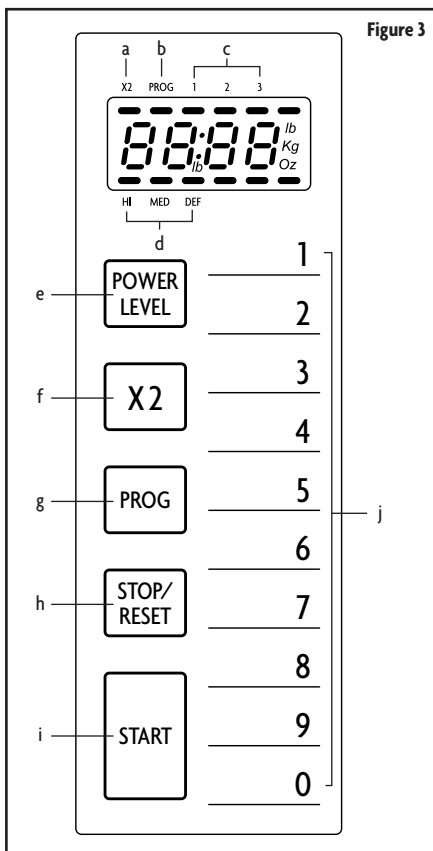 Figure 3
a b c
X2 PROG 1 2 3
88:88 lb
Kg
lb Oz
HI MED DEF
d
1
e POWER
LEVEL
2
3
f X2
4
g PROG 5 j
6
h STOP/
RESET 7
8
i START 9
0